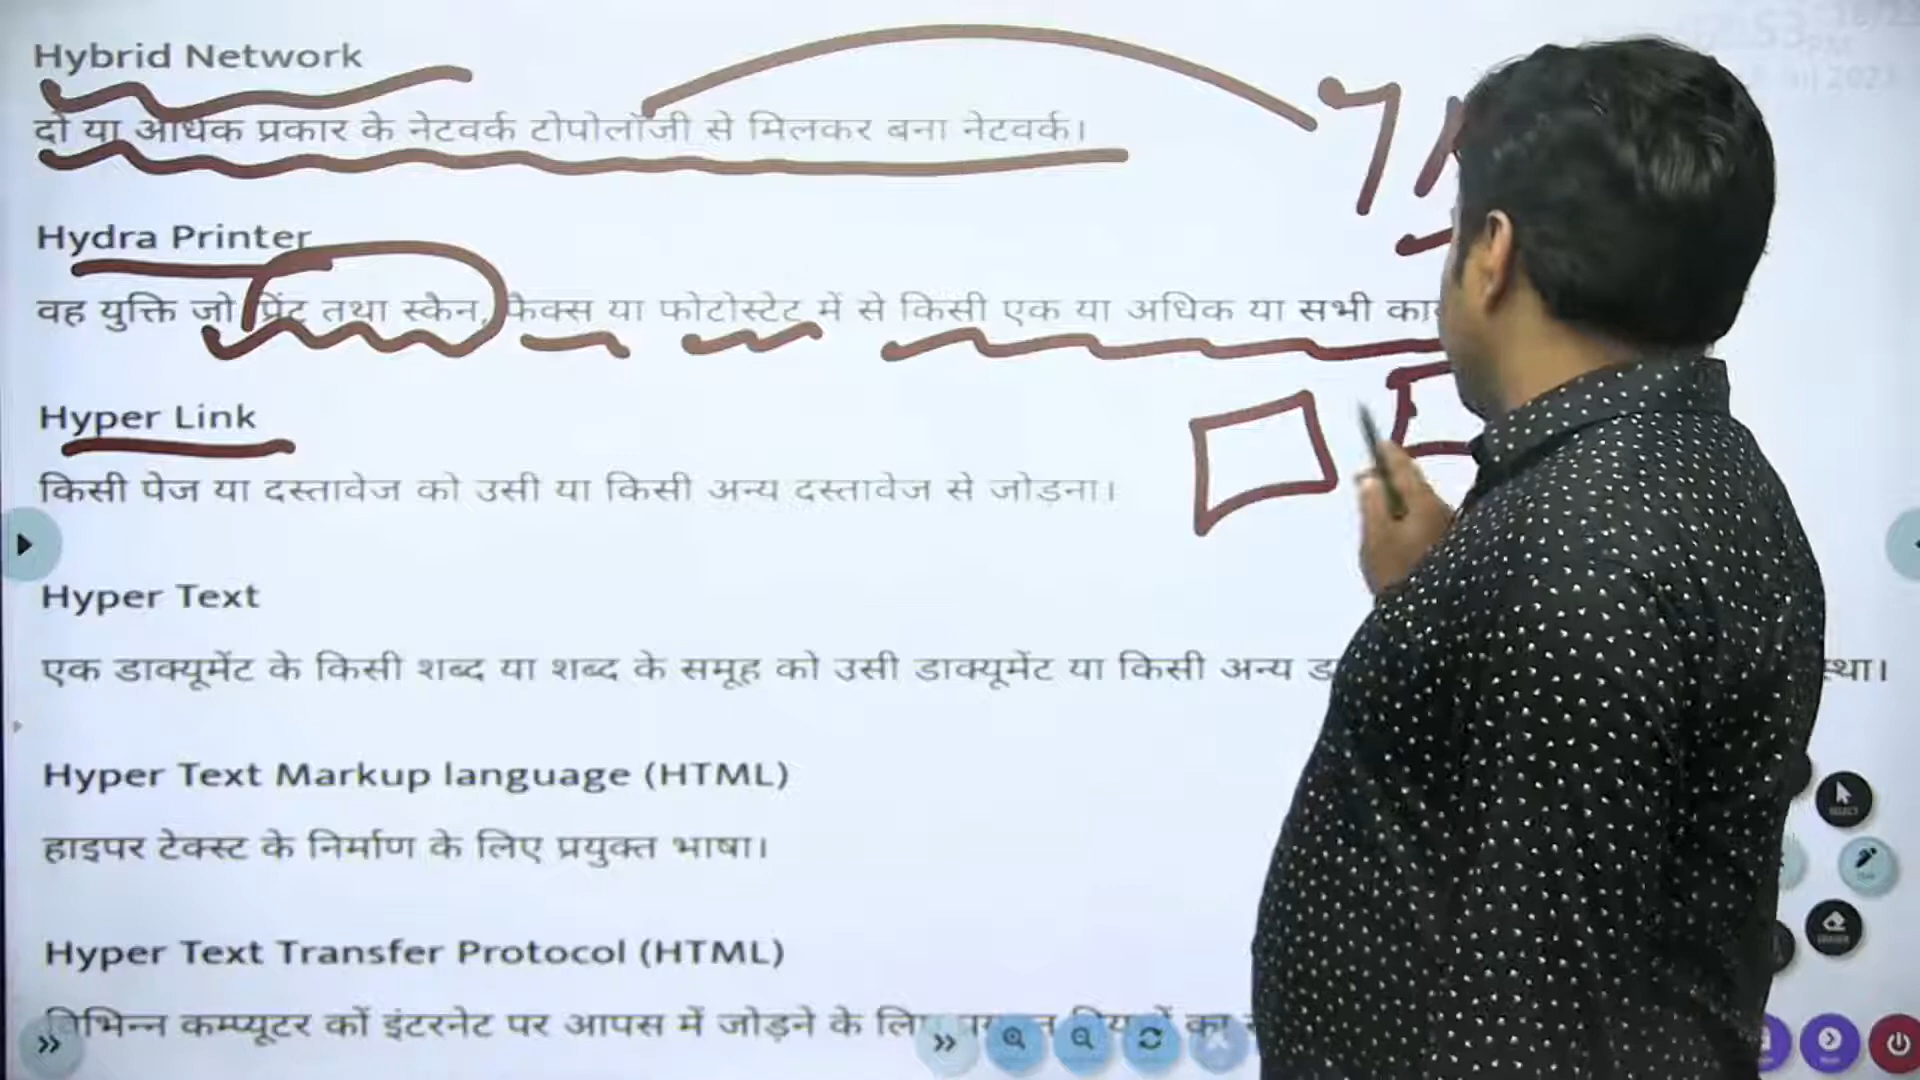 Hybrid Network
दो या अधिक प्रकार के नेटवर्क टोपोलॉजी से मिलकर बना नेटवर्क।
Hydra Printer
वह युक्ति जो प्रिंट तथा स्कैन, फैक्स या फोटोस्टेट में से किसी एक या अधिक या सभी
Hyper Link
किसी पेज या दस्तावेज को उसी या किसी अन्य दस्तावेज से जोड़ना।
Hyper Text
एक डाक्यूमेंट के किसी शब्द या शब्द के समूह को उसी डाक्यूमेंट या किसी अन्य
Hyper Text Markup language (HTML)
हाइपर टेक्स्ट के निर्माण के लिए प्रयुक्त भाषा।
Hyper Text Transfer Protocol (HTML)
विभिन्न कम्प्यूटर कों इंटरनेट पर आपस में जोड़ने के